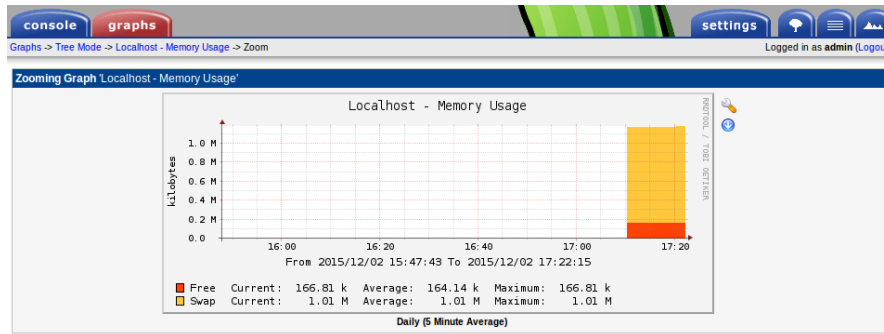 console graphs settings
Graphs -> Tree Mode -> Localhost - Memory Usage -> Zoom Logged in as admin (Logou
Zooming Graph 'Localhost - Memory Usage'
Localhost - Memory Usage
RRDTOOL / TOBI OETIKER
kilobytes
1.0 M
0.8 M
0.6 M
0.4 M
0.2 M
0.0
16:00 16:20 16:40 17:00 17:20
From 2015/12/02 15:47:43 To 2015/12/02 17:22:15
Free Current: 166.81 k Average: 164.14 k Maximum: 166.81 k
Swap Current: 1.01 M Average: 1.01 M Maximum: 1.01 M
Daily (5 Minute Average)